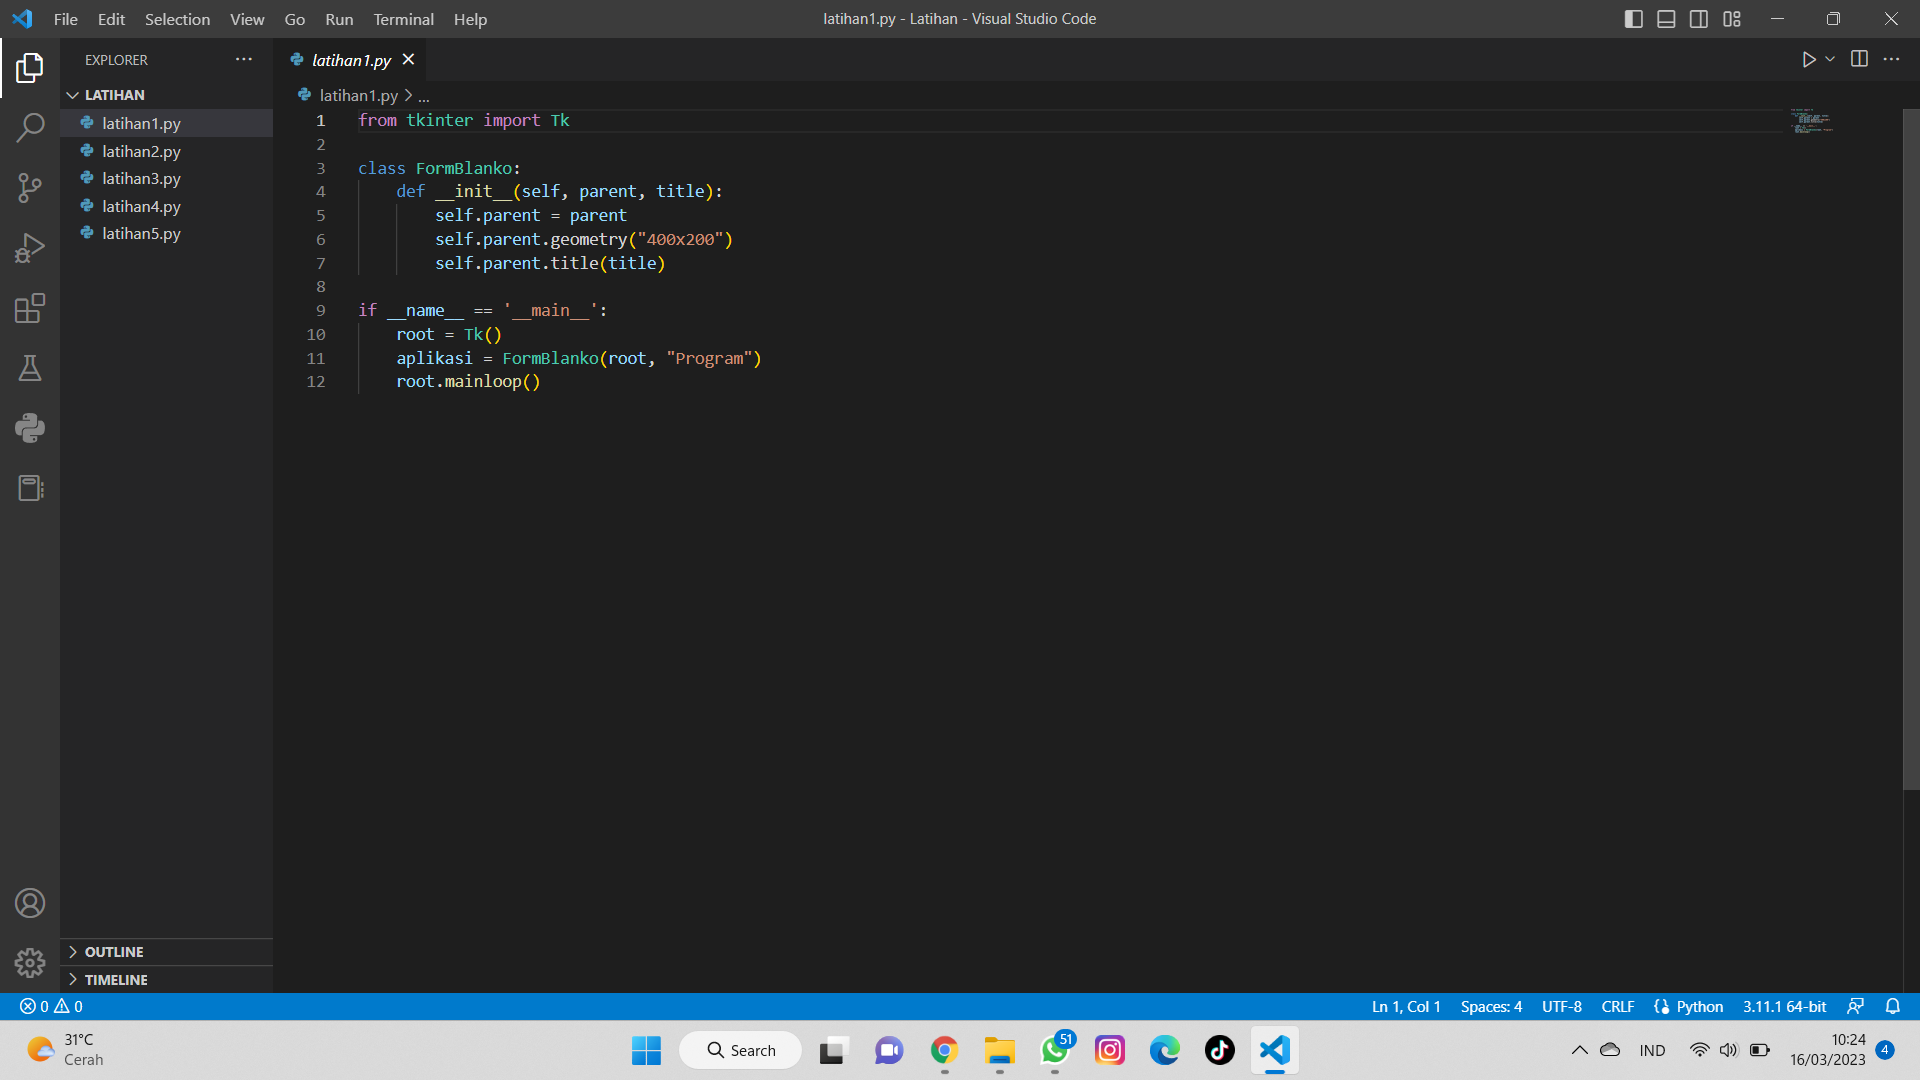 File Edit Selection View Go Run Terminal Help
latihan1.py - Latihan - Visual Studio Code
EXPLORER
LATIHAN
latihan1.py
latihan2.py
latihan3.py
latihan4.py
latihan5.py
OUTLINE
TIMELINE
latihan1.py
latihan1.py > ...
1 from tkinter import Tk
2
3 class FormBlanko:
4     def __init__(self, parent, title):
5         self.parent = parent
6         self.parent.geometry("400x200")
7         self.parent.title(title)
8
9 if __name__ == '__main__':
10     root = Tk()
11     aplikasi = FormBlanko(root, "Program")
12     root.mainloop()
0 0
Ln 1, Col 1 Spaces: 4 UTF-8 CRLF Python 3.11.1 64-bit
31°C
Cerah
Search
51
IND
10:24
16/03/2023
4